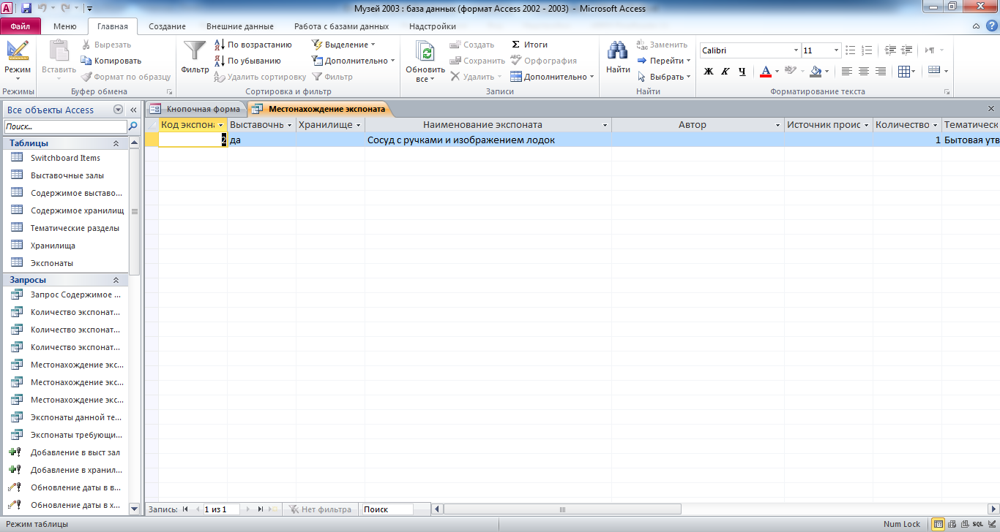 Музей 2003 : база данных (формат Access 2002 - 2003) - Microsoft Access
Файл Меню Главная Создание Внешние данные Работа с базами данных Надстройки
Режим
Режимы
Вставить
Вырезать
Копировать
Формат по образцу
Буфер обмена
Фильтр
По возрастанию
По убыванию
Удалить сортировку
Выделение
Дополнительно
Фильтр
Сортировка и фильтр
Обновить
все
Создать
Сохранить
Удалить
Итоги
Орфография
Дополнительно
Записи
Найти
Заменить
Перейти
Выбрать
Найти
Calibri 11
Ж К Ч
Форматирование текста
Все объекты Access
Поиск...
Таблицы
Switchboard Items
Выставочные залы
Содержимое выставо...
Содержимое хранилищ
Тематические разделы
Хранилища
Экспонаты
Запросы
Запрос Содержимое ...
Количество экспонат...
Количество экспонат...
Количество экспонат...
Местонахождение экс...
Местонахождение экс...
Местонахождение экс...
Экспонаты данной те...
Экспонаты требующи...
Добавление в выст зал
Добавление в хранил...
Обновление даты в в...
Обновление даты в х...
Кнопочная форма Местонахождение экспоната
Код экспон Выставочн Хранилище Наименование экспоната Автор Источник проис Количество Тематическ
2 да Сосуд с ручками и изображением лодок 1 Бытовая утв
Запись: 1 из 1 Нет фильтра Поиск
Режим таблицы
Num Lock SQL